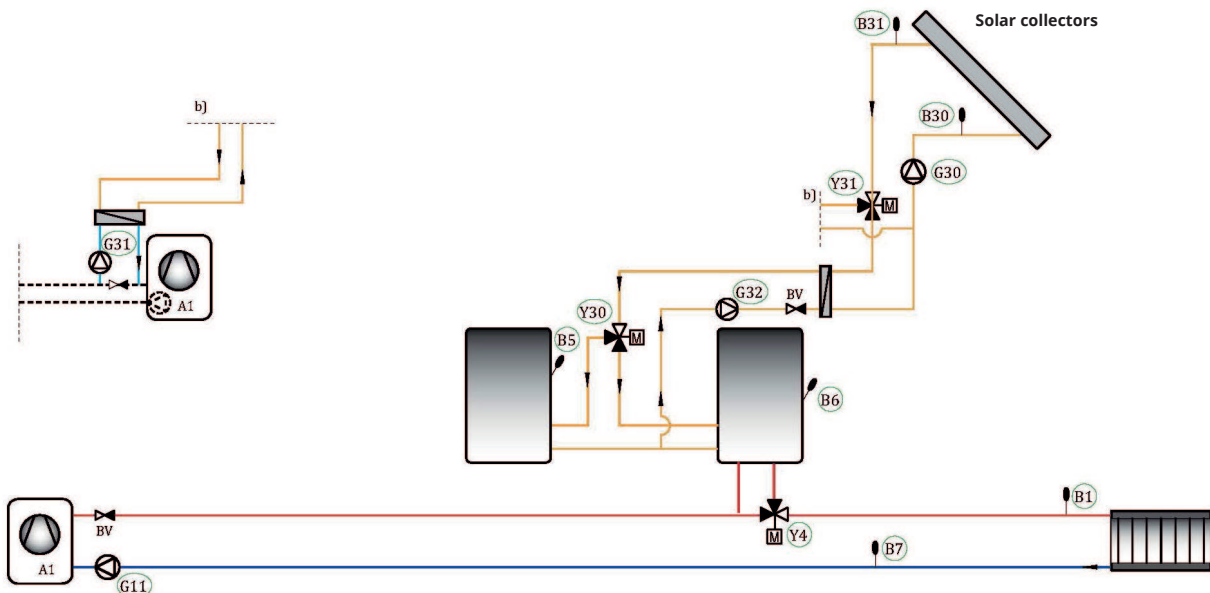 Solar collectors
B31
b)
B30
G30
Y31
M
b)
G31
A1
G32
BV
Y30
M
B5
B6
B1
BV
Y4
M
B7
A1
G11